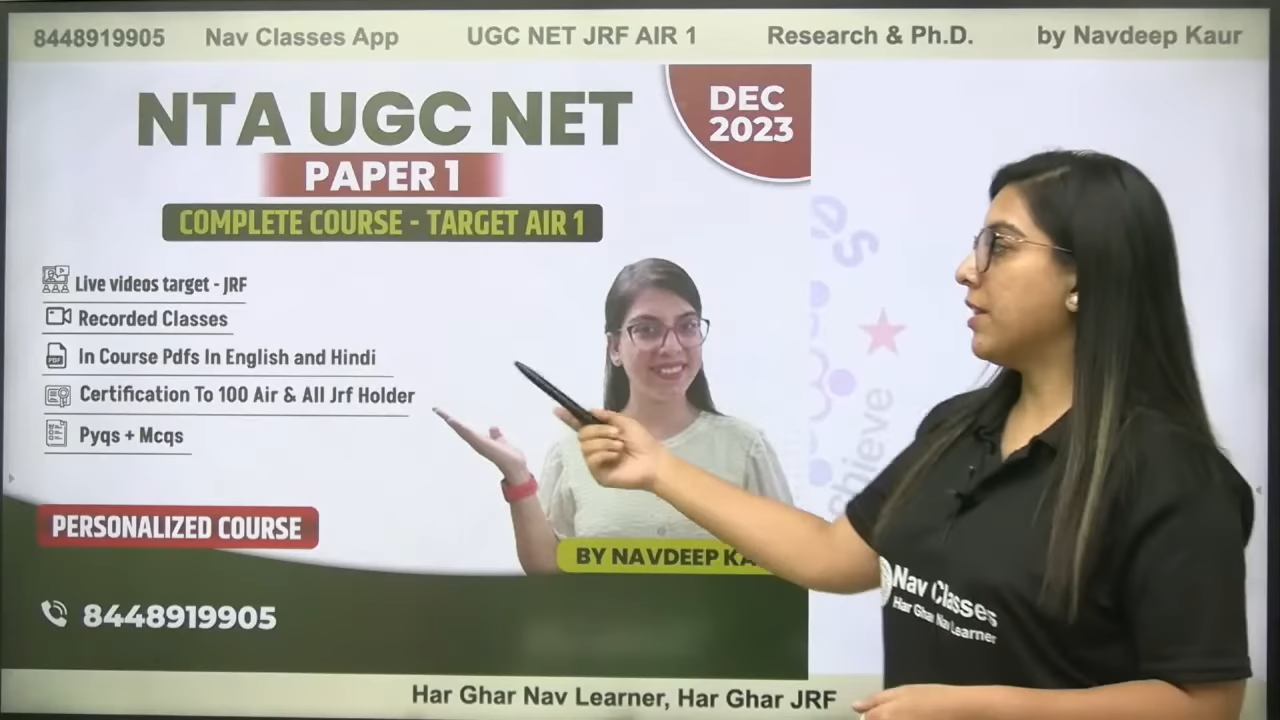 8448919905 Nav Classes App UGC NET JRF AIR 1 Research & Ph.D. by Navdeep Kaur
NTA UGC NET
DEC
2023
PAPER 1
COMPLETE COURSE - TARGET AIR 1
Live videos target - JRF
Recorded Classes
PDF
In Course Pdfs In English and Hindi
Certification To 100 Air & All Jrf Holder
Pyqs + Mcqs
PERSONALIZED COURSE
BY NAVDEEP
8448919905
Nav Classes
Har Ghar Nav Learner
Har Ghar Nav Learner, Har Ghar JRF